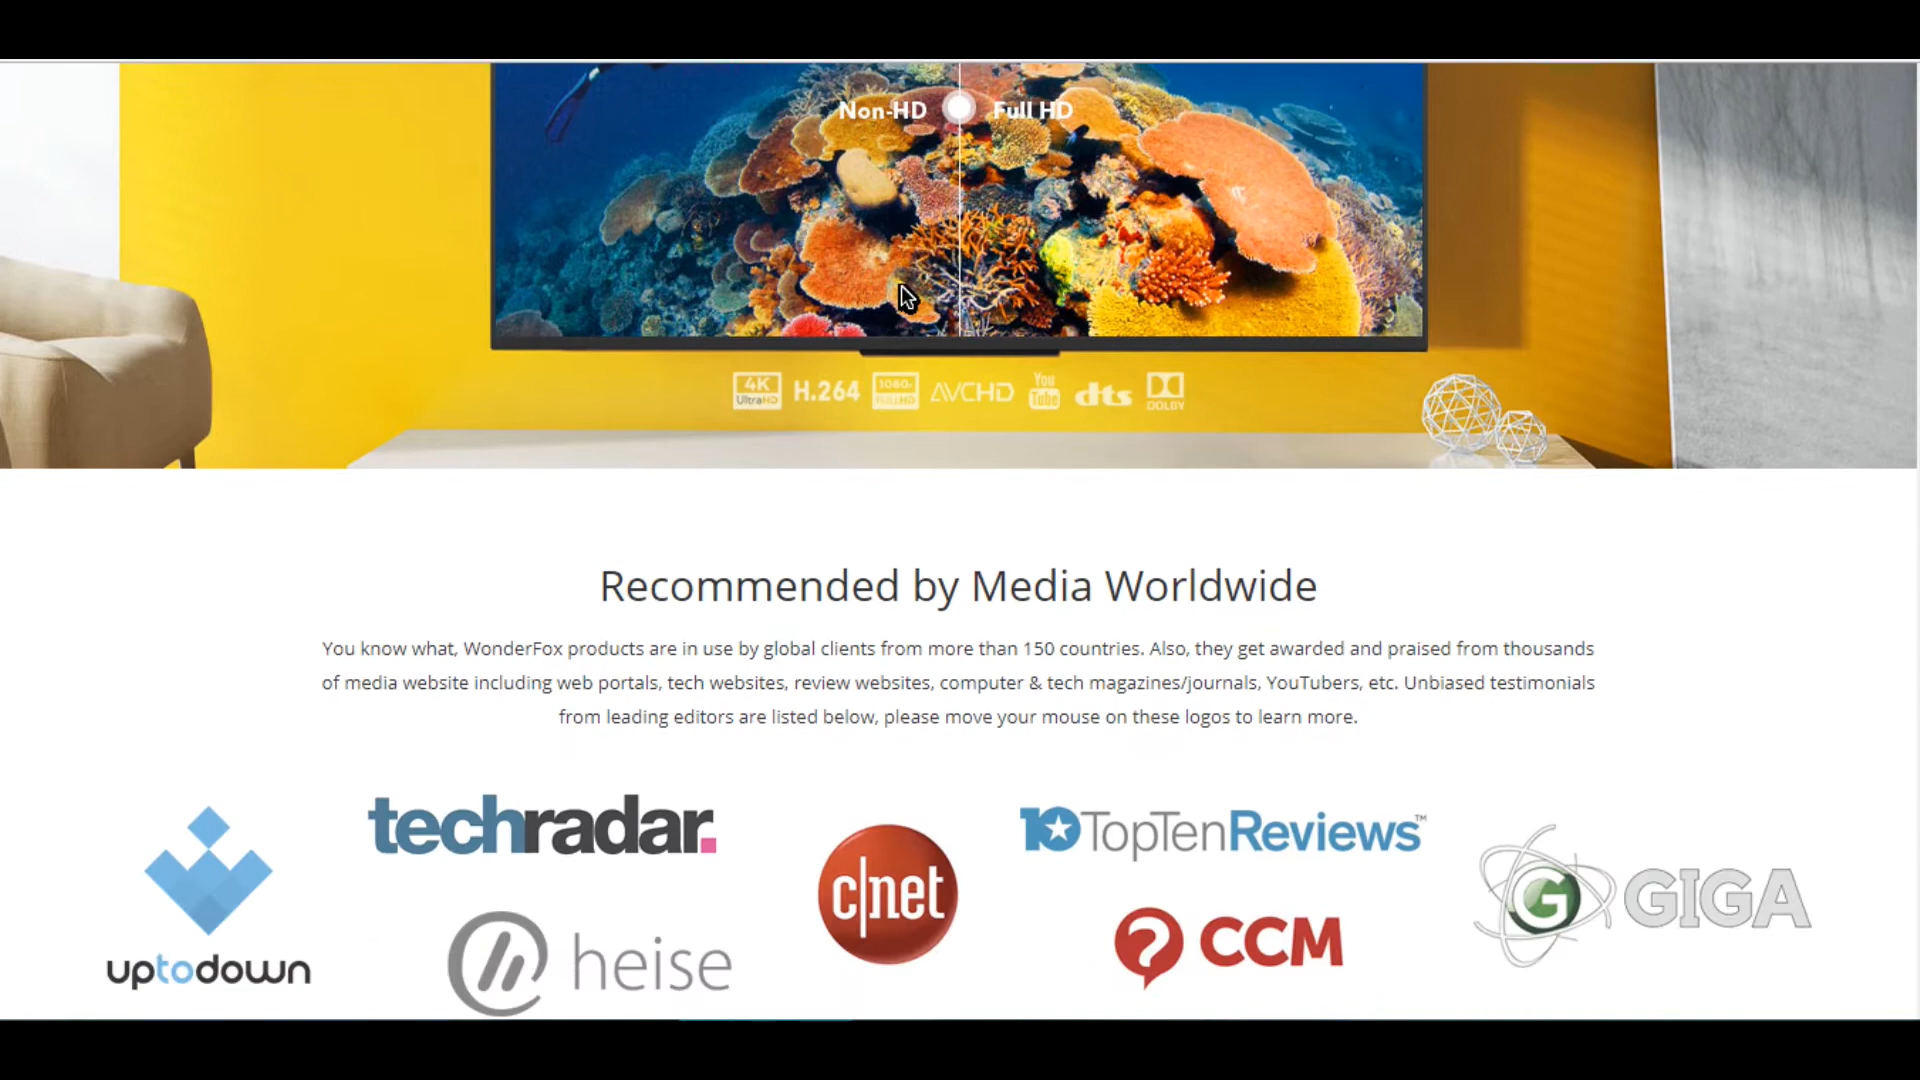 Non-HD Full HD
4K UltraHD H.264 1080p FULL HD AVCHD You Tube dts DOLBY
Recommended by Media Worldwide
You know what, WonderFox products are in use by global clients from more than 150 countries. Also, they get awarded and praised from thousands
of media website including web portals, tech websites, review websites, computer & tech magazines/journals, YouTubers, etc. Unbiased testimonials
from leading editors are listed below, please move your mouse on these logos to learn more.
techradar.
10TopTenReviews™
c|net
G GIGA
CCM
heise
uptodown